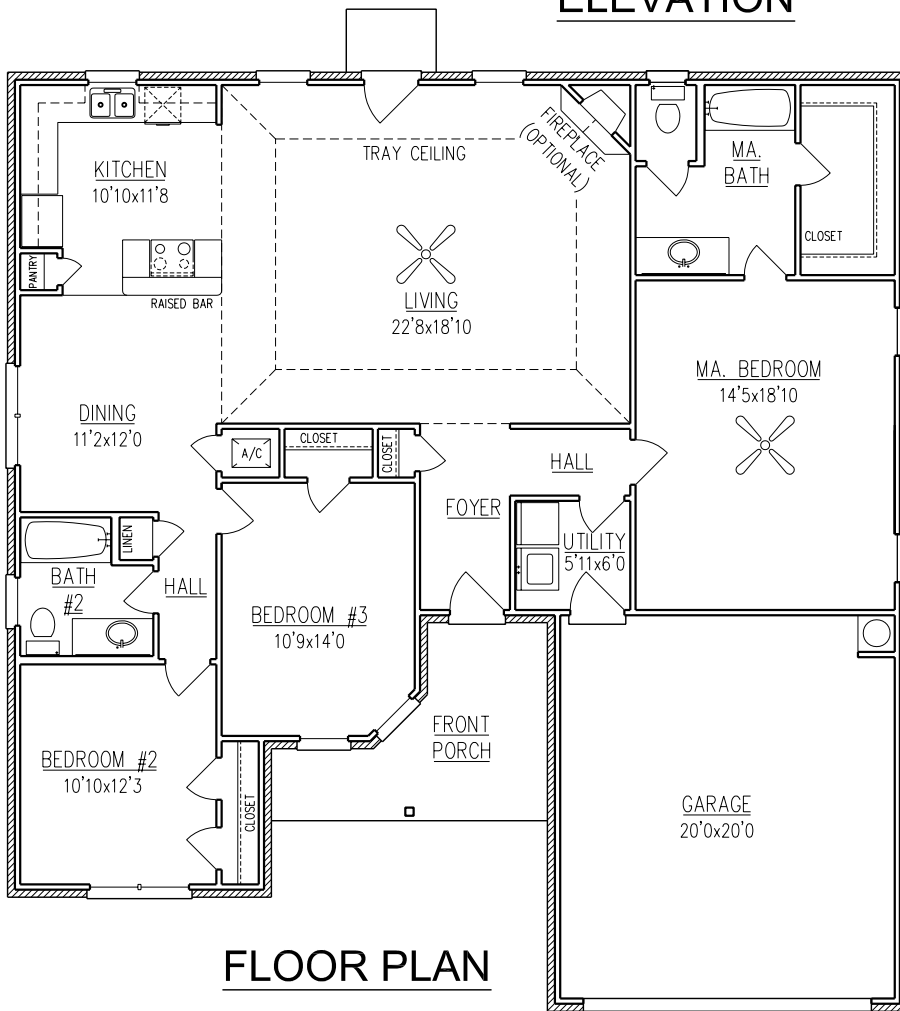 ELEVATION
KITCHEN
10'10x11'8
PANTRY
RAISED BAR
TRAY CEILING
FIREPLACE
(OPTIONAL)
LIVING
22'8x18'10
MA.
BATH
CLOSET
MA. BEDROOM
14'5x18'10
DINING
11'2x12'0
A/C
CLOSET
CLOSET
HALL
FOYER
UTILITY
5'11x6'0
LINEN
BATH
#2
HALL
BEDROOM #3
10'9x14'0
BEDROOM #2
10'10x12'3
CLOSET
FRONT
PORCH
GARAGE
20'0x20'0
FLOOR PLAN